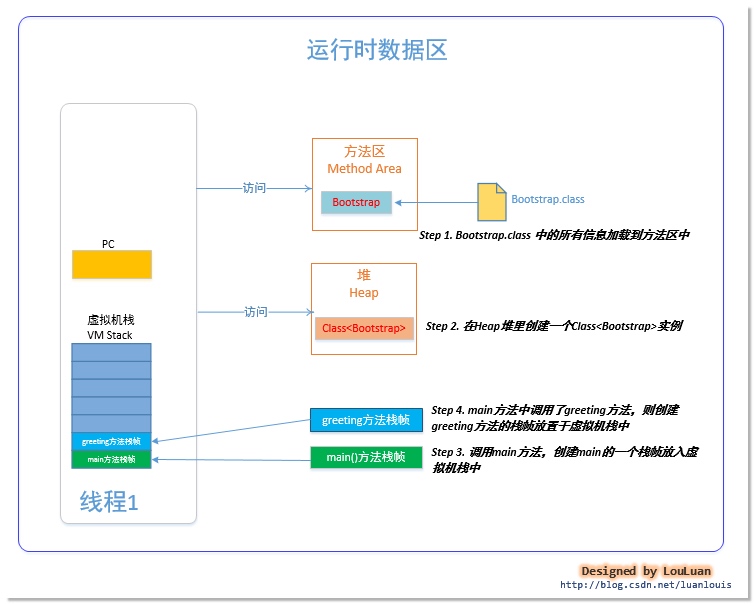 运行时数据区
方法区
Method Area
访问
Bootstrap
Bootstrap.class
Step 1. Bootstrap.class 中的所有信息加载到方法区中
PC
堆
Heap
访问
Class<Bootstrap>
Step 2. 在Heap堆里创建一个Class<Bootstrap>实例
虚拟机栈
VM Stack
greeting方法栈帧
Step 4. main方法中调用了greeting方法，则创建
greeting方法的栈帧放置于虚拟机栈中
greeting方法栈帧
main()方法栈帧
Step 3. 调用main方法，创建main的一个栈帧放入虚
拟机栈中
main方法栈帧
线程1
Designed by LouLuan
http://blog.csdn.net/luanlouis